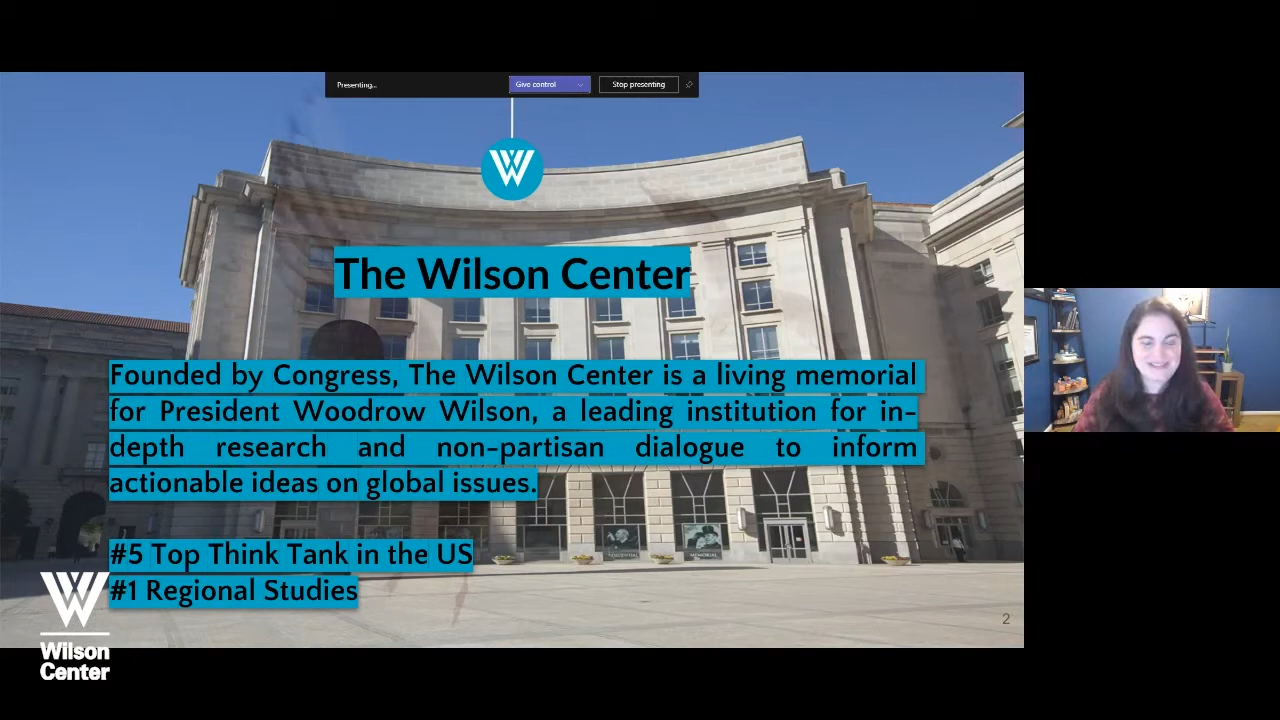 Presenting...
Give control
Stop presenting
The Wilson Center
Founded by Congress, The Wilson Center is a living memorial
for President Woodrow Wilson, a leading institution for in-
depth research and non-partisan dialogue to inform
actionable ideas on global issues.
MEMORIAL
#5 Top Think Tank in the US
#1 Regional Studies
2
Wilson
Center